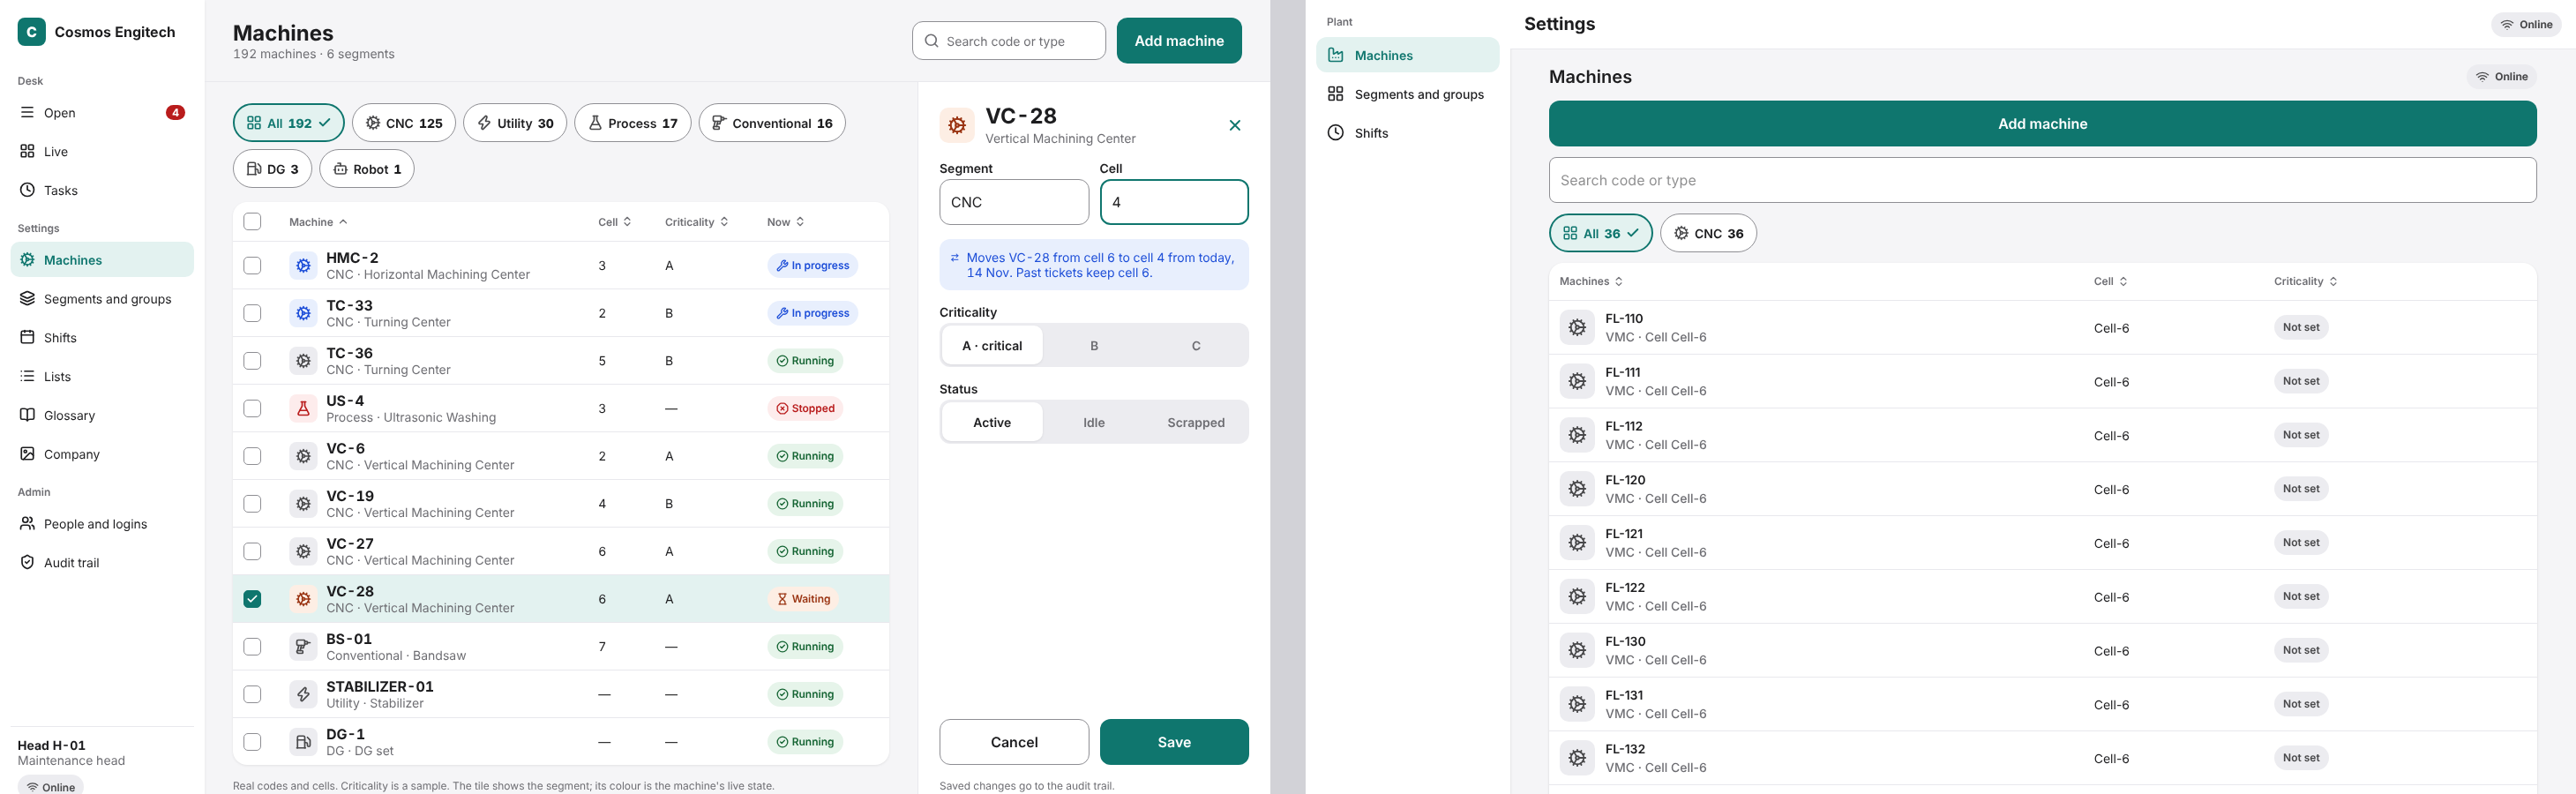 C Cosmos Engitech
Desk
Open 4
Live
Tasks
Settings
Machines
Segments and groups
Shifts
Lists
Glossary
Company
Admin
People and logins
Audit trail
Head H-01
Maintenance head
Online
Machines
192 machines · 6 segments
Search code or type
Add machine
All 192
CNC 125
Utility 30
Process 17
Conventional 16
DG 3
Robot 1
Machine Cell Criticality Now
HMC-2 3 A In progress
CNC · Horizontal Machining Center
TC-33 2 B In progress
CNC · Turning Center
TC-36 5 B Running
CNC · Turning Center
US-4 3 — Stopped
Process · Ultrasonic Washing
VC-6 2 A Running
CNC · Vertical Machining Center
VC-19 4 B Running
CNC · Vertical Machining Center
VC-27 6 A Running
CNC · Vertical Machining Center
VC-28 6 A Waiting
CNC · Vertical Machining Center
BS-01 7 — Running
Conventional · Bandsaw
STABILIZER-01 — — Running
Utility · Stabilizer
DG-1 — — Running
DG · DG set
Real codes and cells. Criticality is a sample. The tile shows the segment; its colour is the machine's live state.
VC-28
Vertical Machining Center
Segment Cell
CNC 4
Moves VC-28 from cell 6 to cell 4 from today,
14 Nov. Past tickets keep cell 6.
Criticality
A · critical B C
Status
Active Idle Scrapped
Cancel Save
Saved changes go to the audit trail.
Plant
Machines
Segments and groups
Shifts
Settings Online
Machines Online
Add machine
Search code or type
All 36
CNC 36
Machines Cell Criticality
FL-110 Cell-6 Not set
VMC · Cell Cell-6
FL-111 Cell-6 Not set
VMC · Cell Cell-6
FL-112 Cell-6 Not set
VMC · Cell Cell-6
FL-120 Cell-6 Not set
VMC · Cell Cell-6
FL-121 Cell-6 Not set
VMC · Cell Cell-6
FL-122 Cell-6 Not set
VMC · Cell Cell-6
FL-130 Cell-6 Not set
VMC · Cell Cell-6
FL-131 Cell-6 Not set
VMC · Cell Cell-6
FL-132 Cell-6 Not set
VMC · Cell Cell-6